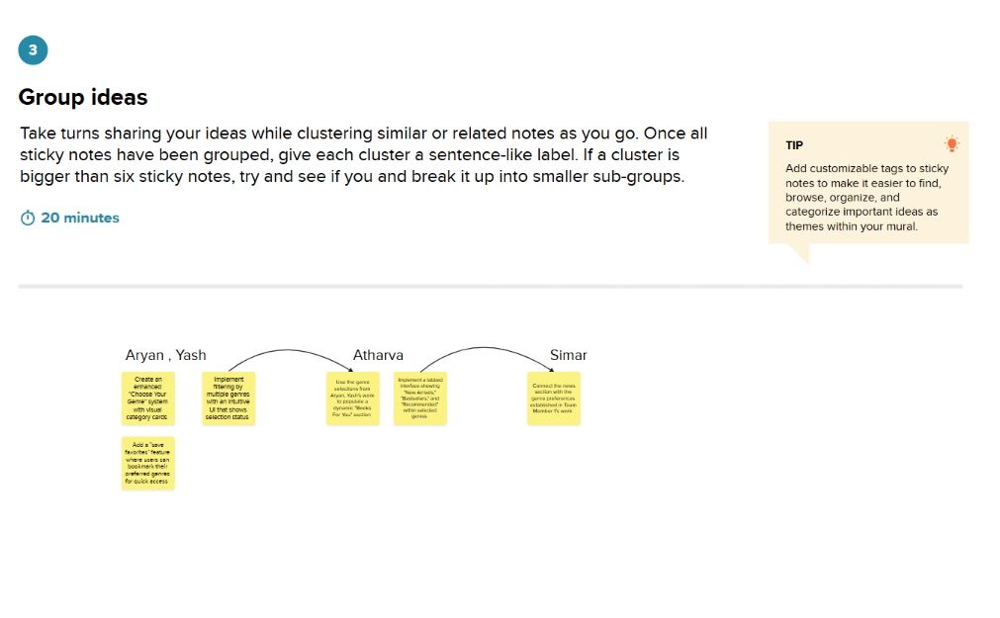 3
Group ideas
Take turns sharing your ideas while clustering similar or related notes as you go. Once all
sticky notes have been grouped, give each cluster a sentence-like label. If a cluster is
bigger than six sticky notes, try and see if you and break it up into smaller sub-groups.
20 minutes
TIP
Add customizable tags to sticky
notes to make it easier to find,
browse, organize, and
categorize important ideas as
themes within your mural.
Aryan , Yash
Create an
enhanced
"Choose Your
Genre" system
with visual
category cards
Implement
filtering by
multiple genres
with an intuitive
UI that shows
selection status
Add a "save
favorites" feature
where users can
bookmark their
preferred genres
for quick access
Atharva
Use the genre
selections from
Aryan, Yash's work
to populate a
dynamic "Books
For You" section
Implement a tabbed
interface showing
"New Arrivals,"
"Bestsellers," and
"Recommended"
within selected
genres
Simar
Connect the news
section with the
genre preferences
established in Team
Member 1's work